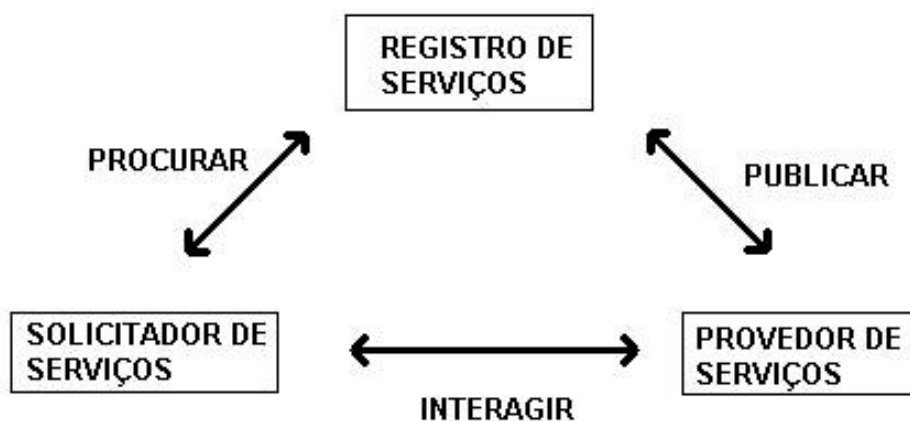 REGISTRO DE
SERVIÇOS
PROCURAR
PUBLICAR
SOLICITADOR DE
SERVIÇOS
PROVEDOR DE
SERVIÇOS
INTERAGIR